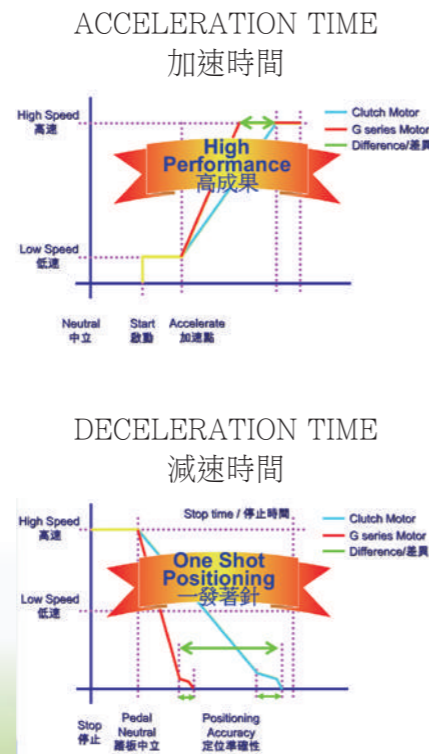 ACCELERATION TIME
加速時間
High Speed
高速
Clutch Motor
G series Motor
Difference/差異
High
Performance
高成果
Low Speed
低速
Neutral
中立
Start
啟動
Accelerate
加速點
DECELERATION TIME
減速時間
High Speed
高速
Stop time / 停止時間
Clutch Motor
G series Motor
Difference/差異
One Shot
Positioning
一發著針
Low Speed
低速
Stop
停止
Pedal
Neutral
踏板中立
Positioning
Accuracy
定位準確性